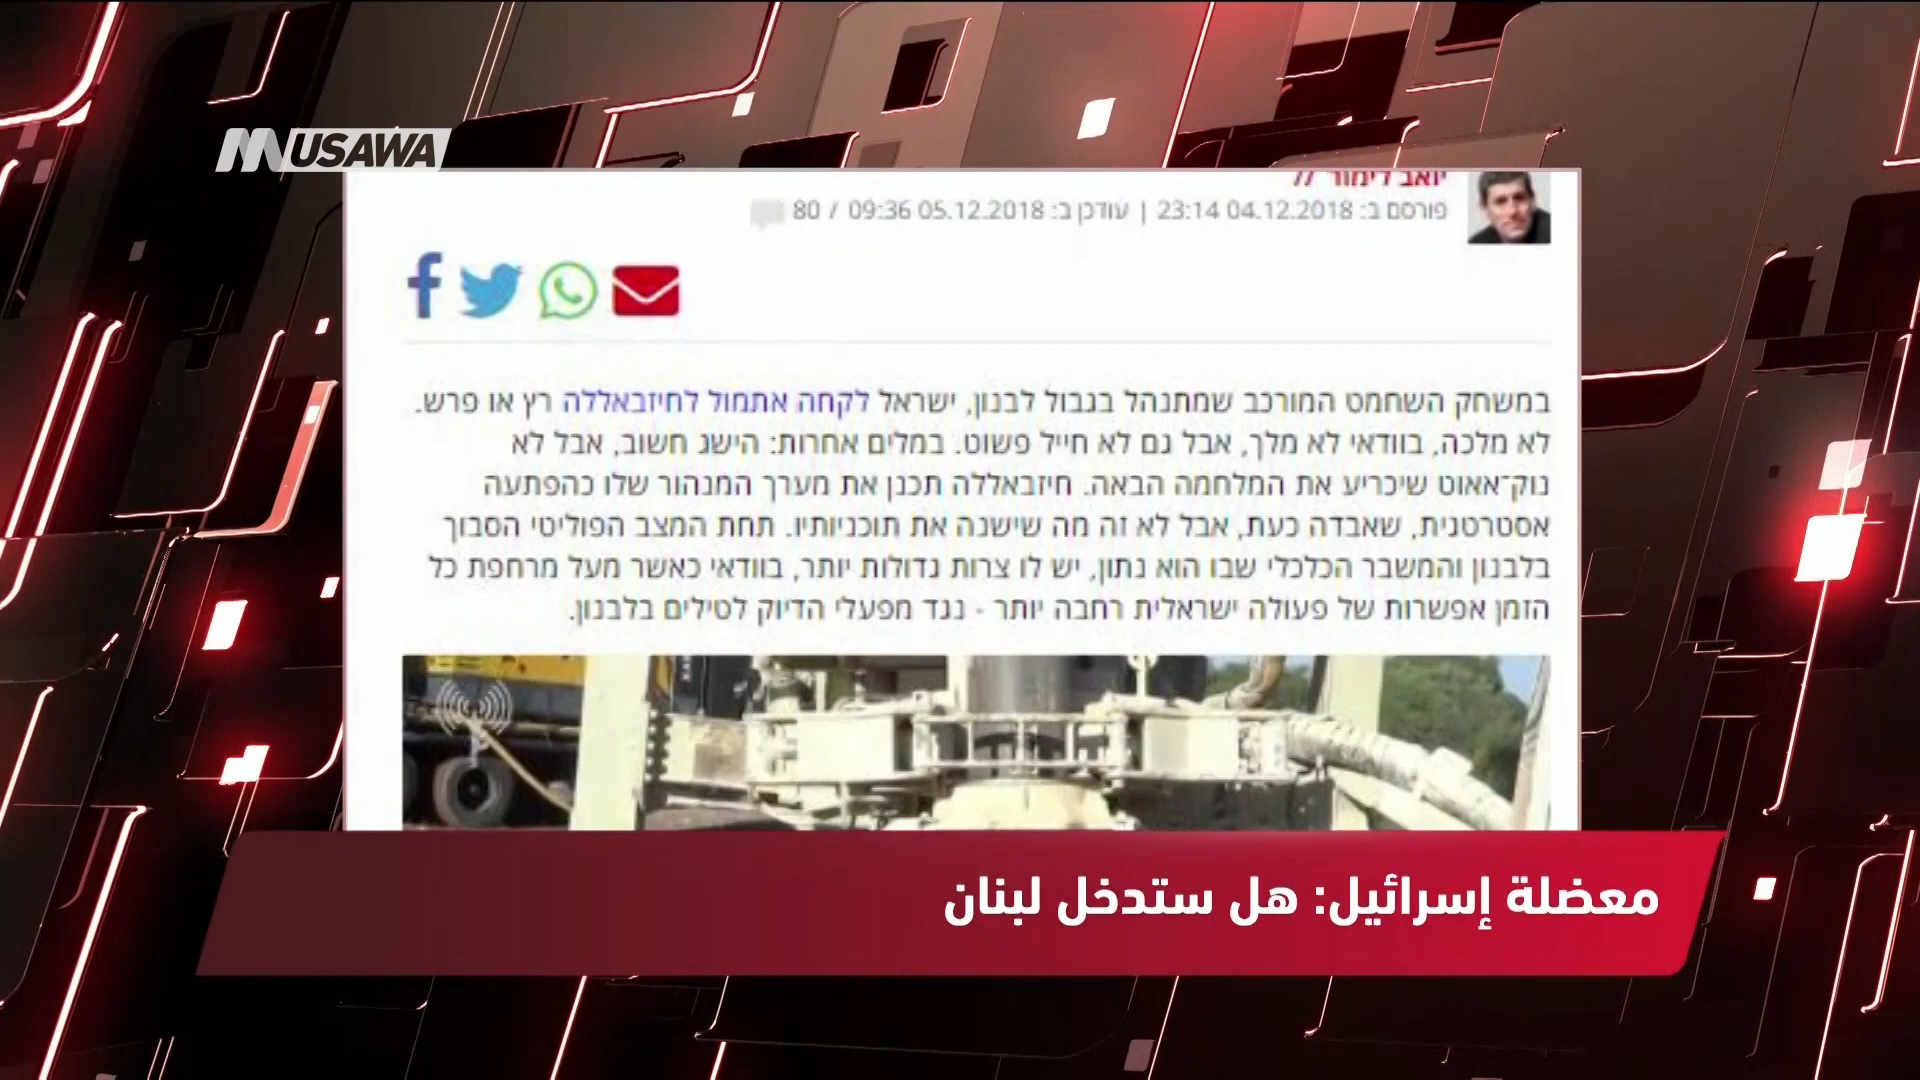 MUSAWA
יואב לימור //
פורסם ב: 04.12.2018 23:14 | עודכן ב: 05.12.2018 09:36 / 80
במשחק השחמט המורכב שמתנהל בגבול לבנון, ישראל לקחה אתמול לחיזבאללה רץ או פרש.
לא מלכה, בוודאי לא מלך, אבל גם לא חייל פשוט. במלים אחרות: הישג חשוב, אבל לא
נוק־אאוט שיכריע את המלחמה הבאה. חיזבאללה תכנן את מערך המנהור שלו כהפתעה
אסטרטגית, שאבדה כעת, אבל לא זה מה שישנה את תוכניותיו. תחת המצב הפוליטי הסבוך
בלבנון והמשבר הכלכלי שבו הוא נתון, יש לו צרות גדולות יותר, בוודאי כאשר מעל מרחפת כל
הזמן אפשרות של פעולה ישראלית רחבה יותר - נגד מפעלי הדיוק לטילים בלבנון.
معضلة إسرائيل: هل ستدخل لبنان